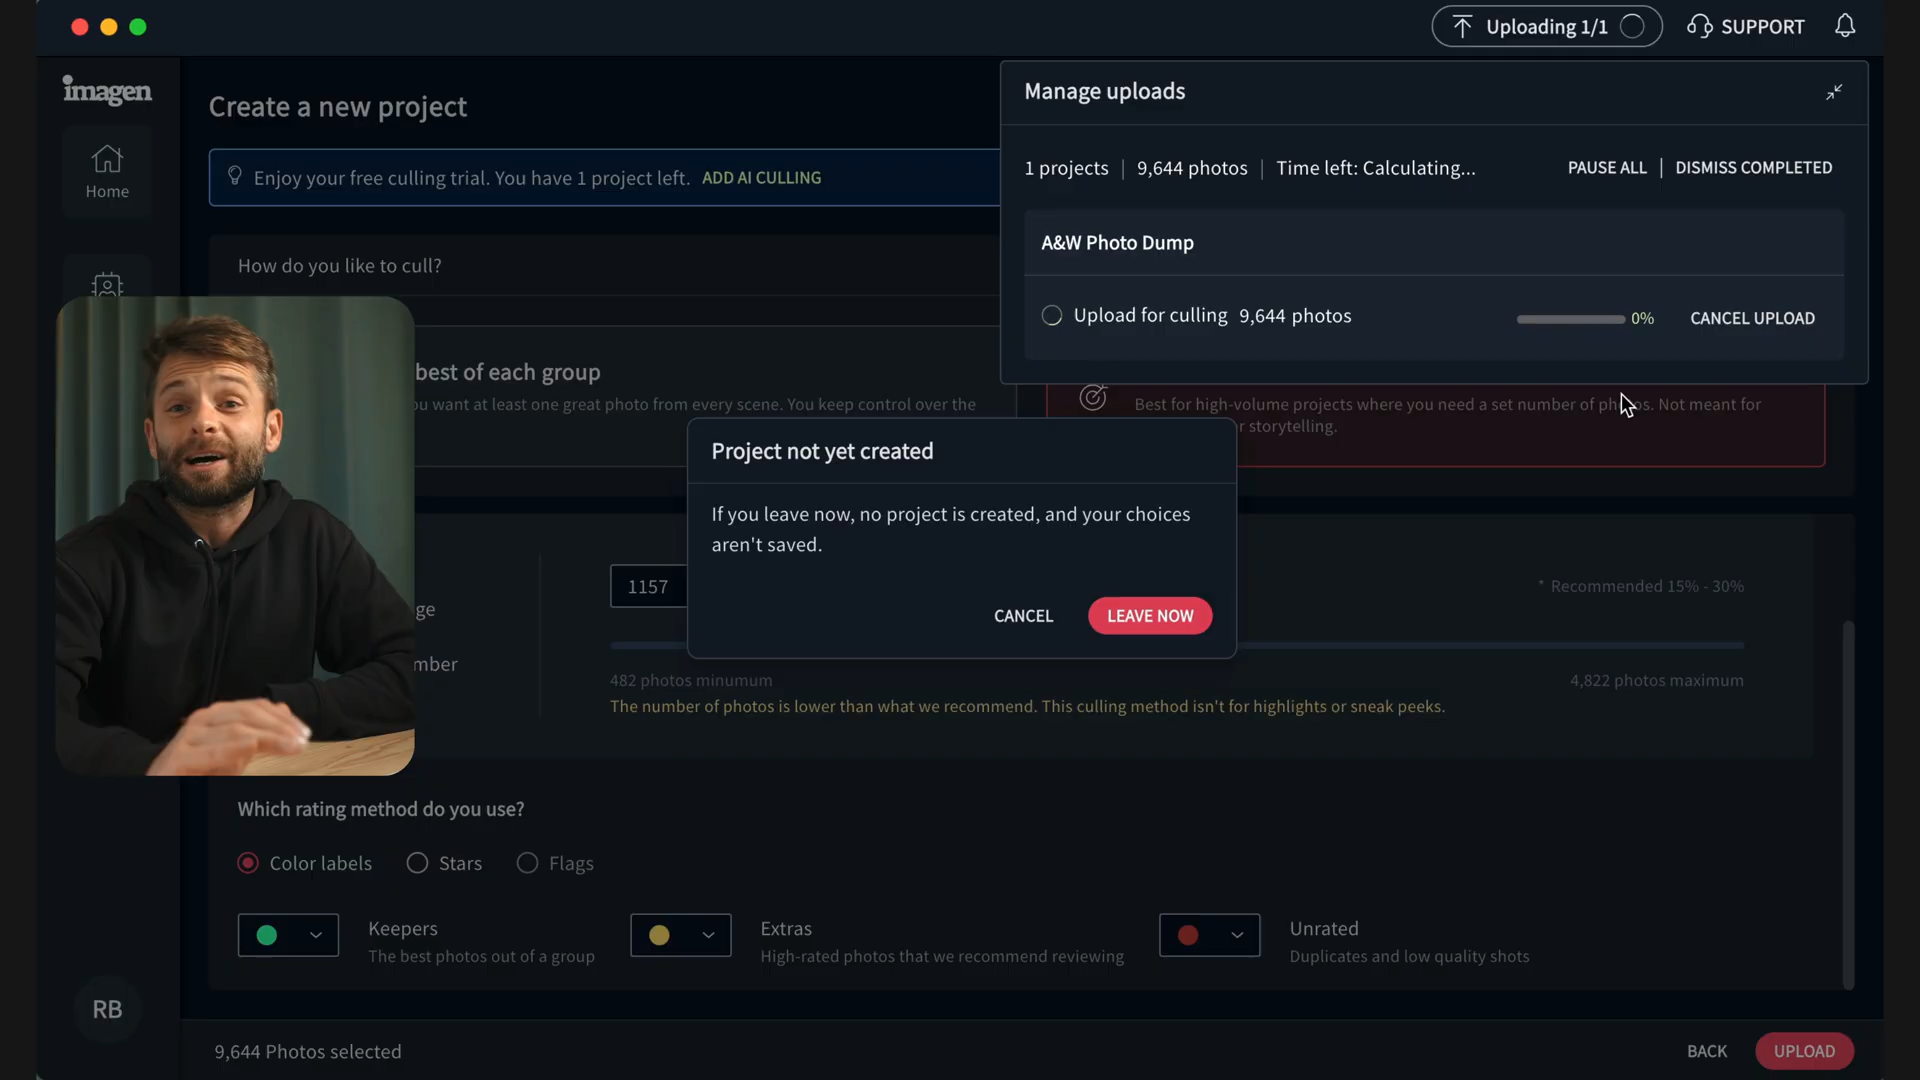 Uploading 1/1
SUPPORT
imagen
Home
Create a new project
Enjoy your free culling trial. You have 1 project left. ADD AI CULLING
Manage uploads
1 projects | 9,644 photos | Time left: Calculating...
PAUSE ALL | DISMISS COMPLETED
A&W Photo Dump
Upload for culling 9,644 photos
0%
CANCEL UPLOAD
How do you like to cull?
best of each group
ou want at least one great photo from every scene. You keep control over the
Best for high-volume projects where you need a set number of photos. Not meant for
r storytelling.
Project not yet created
If you leave now, no project is created, and your choices
aren't saved.
CANCEL
LEAVE NOW
ge
mber
1157
* Recommended 15% - 30%
482 photos minumum
4,822 photos maximum
The number of photos is lower than what we recommend. This culling method isn't for highlights or sneak peeks.
Which rating method do you use?
Color labels
Stars
Flags
Keepers
The best photos out of a group
Extras
High-rated photos that we recommend reviewing
Unrated
Duplicates and low quality shots
RB
9,644 Photos selected
BACK
UPLOAD